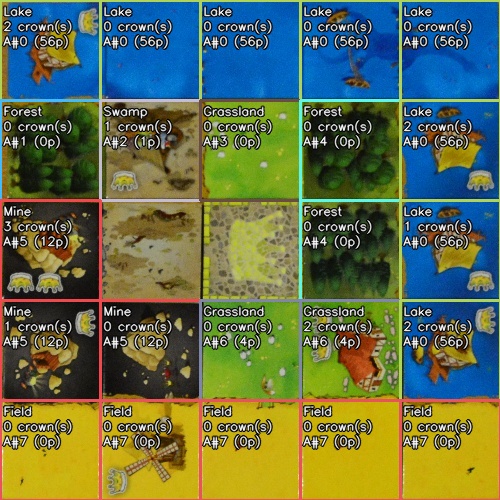 Lake
2 crown(s)
A#0 (56p)
Lake
0 crown(s)
A#0 (56p)
Lake
0 crown(s)
A#0 (56p)
Lake
0 crown(s)
A#0 (56p)
Lake
0 crown(s)
A#0 (56p)
Forest
0 crown(s)
A#1 (0p)
Swamp
1 crown(s)
A#2 (1p)
Grassland
0 crown(s)
A#3 (0p)
Forest
0 crown(s)
A#4 (0p)
Lake
2 crown(s)
A#0 (56p)
Mine
3 crown(s)
A#5 (12p)
Forest
0 crown(s)
A#4 (0p)
Lake
1 crown(s)
A#0 (56p)
Mine
1 crown(s)
A#5 (12p)
Mine
0 crown(s)
A#5 (12p)
Grassland
0 crown(s)
A#6 (4p)
Grassland
2 crown(s)
A#6 (4p)
Lake
2 crown(s)
A#0 (56p)
Field
0 crown(s)
A#7 (0p)
Field
0 crown(s)
A#7 (0p)
Field
0 crown(s)
A#7 (0p)
Field
0 crown(s)
A#7 (0p)
Field
0 crown(s)
A#7 (0p)